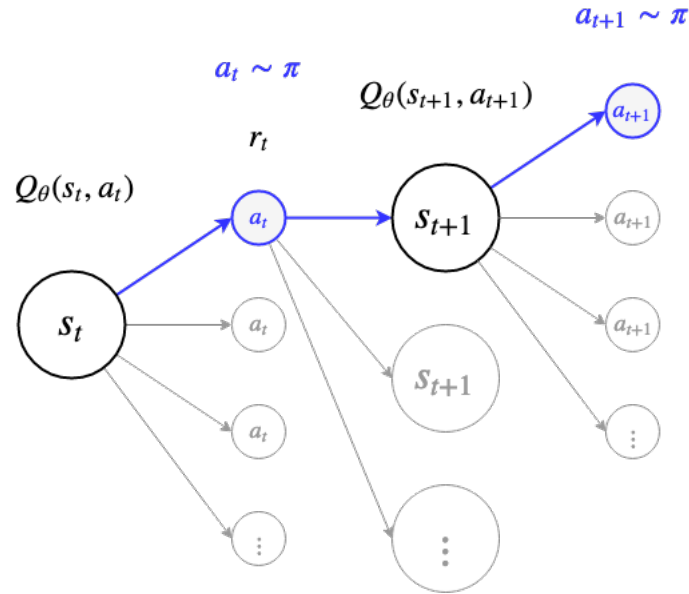 a_{t+1} ~ π
a_t ~ π
Q_θ(s_{t+1}, a_{t+1})
a_{t+1}
r_t
Q_θ(s_t, a_t)
a_t
s_{t+1}
a_{t+1}
s_t
a_t
a_{t+1}
s_{t+1}
a_t
⋮
⋮
⋮